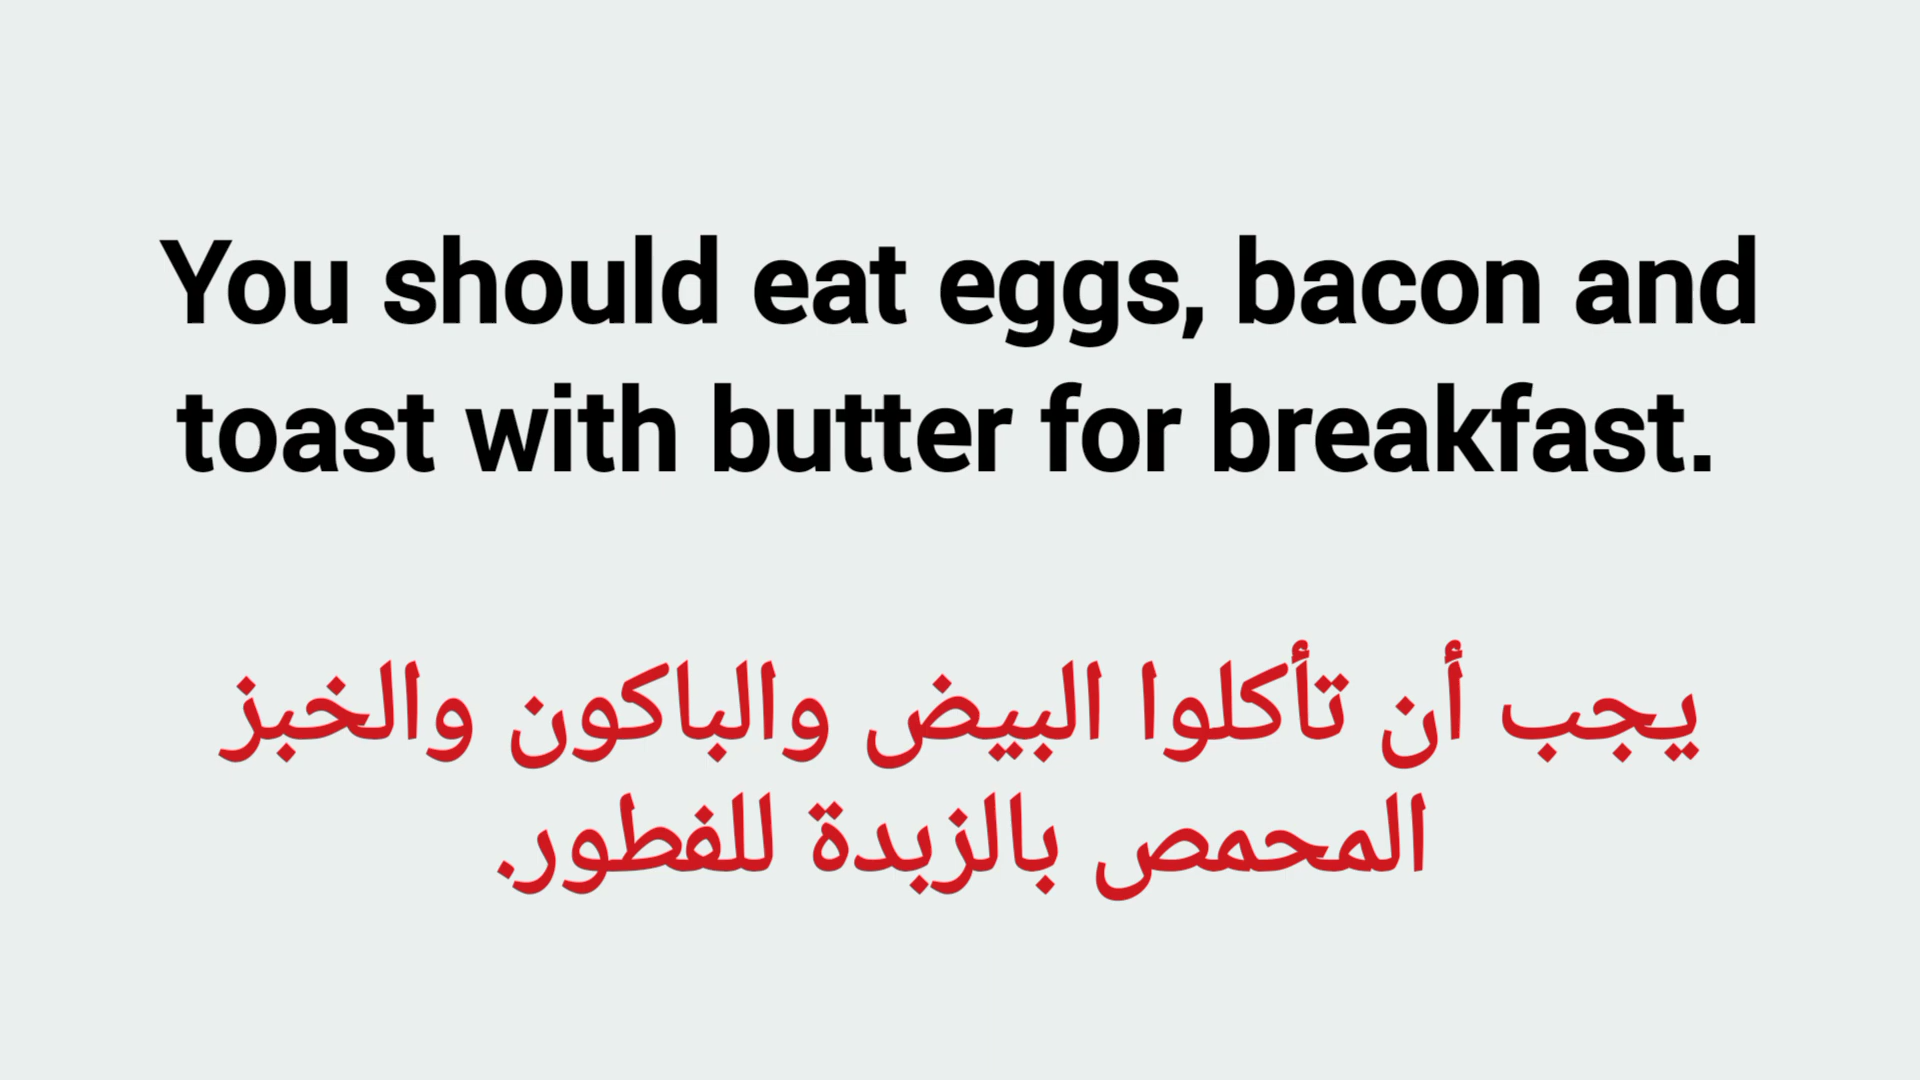 You should eat eggs, bacon and
toast with butter for breakfast.
يجب أن تأكلوا البيض والباكون والخبز
المحمص بالزبدة للفطور.